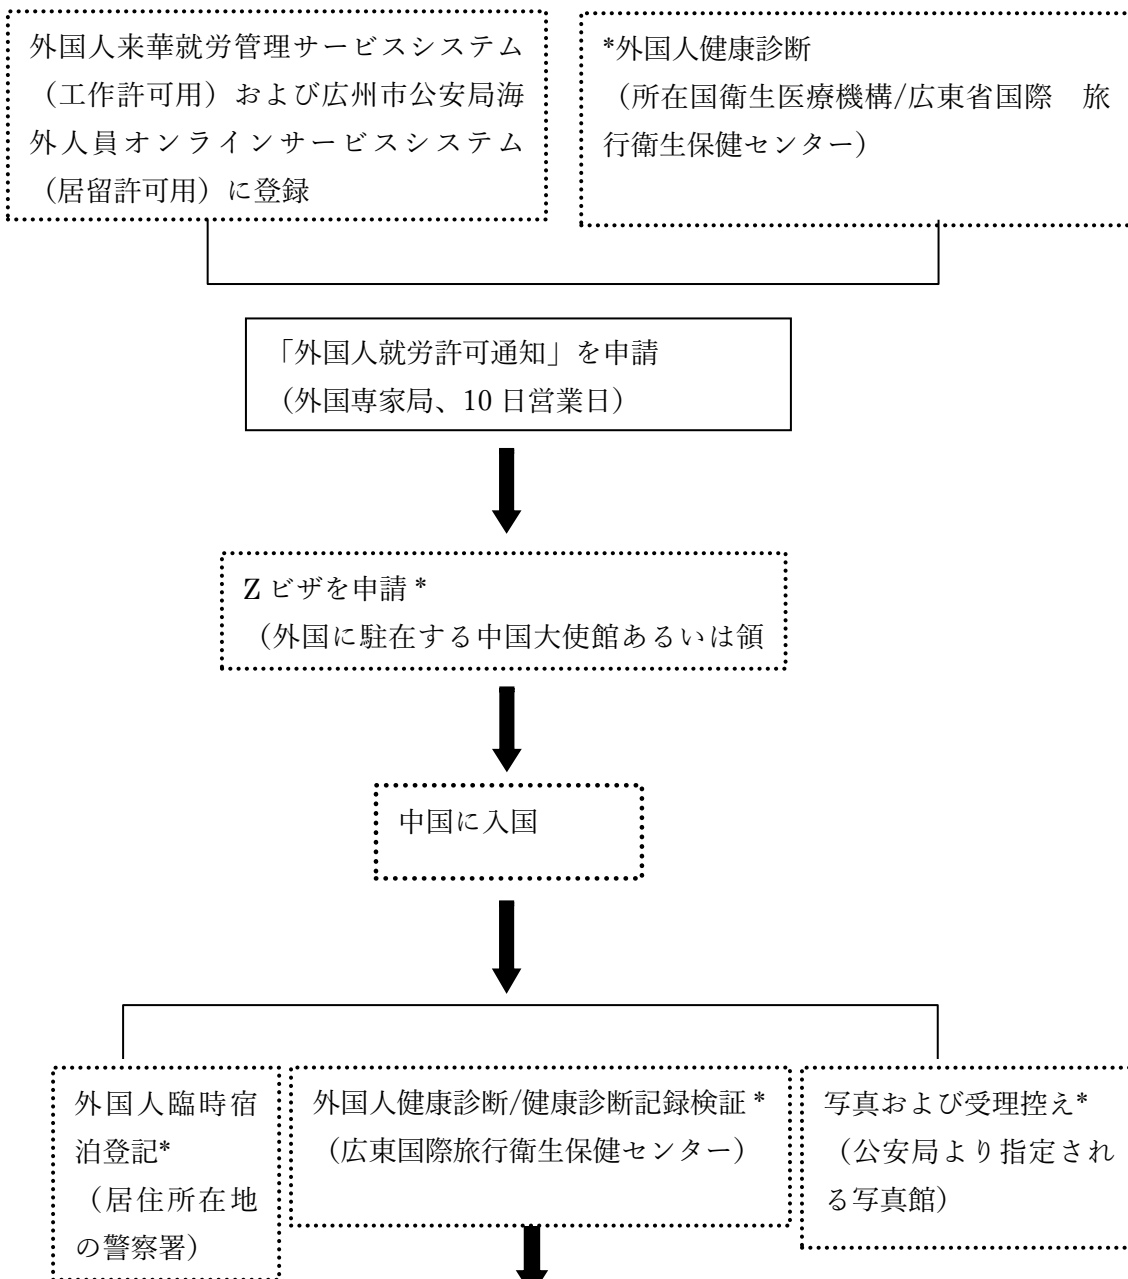 外国人来華就労管理サービスシステム
（工作許可用）および広州市公安局海
外人員オンラインサービスシステム
（居留許可用）に登録
*外国人健康診断
（所在国衛生医療機構/広東省国際　旅
行衛生保健センター）
「外国人就労許可通知」を申請
（外国専家局、10 日営業日）
Z ビザを申請 *
（外国に駐在する中国大使館あるいは領
中国に入国
外国人臨時宿
泊登記*
（居住所在地
の警察署）
外国人健康診断/健康診断記録検証 *
（広東国際旅行衛生保健センター）
写真および受理控え*
（公安局より指定され
る写真館）